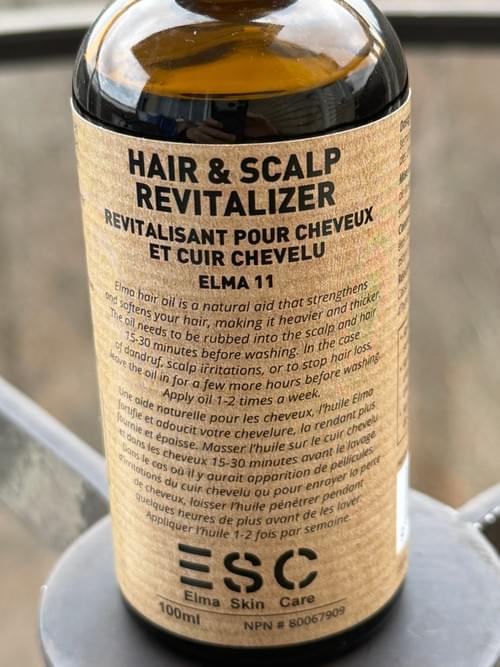 HAIR & SCALP
REVITALIZER
REVITALISANT POUR CHEVEUX
ET CUIR CHEVELU
ELMA 11
Elma hair oil is a natural aid that strengthens
and softens your hair, making it heavier and thicker.
The oil needs to be rubbed into the scalp and hair
15-30 minutes before washing. In the case
of dandruf, scalp irritations, or to stop hair loss,
leave the oil in for a few more hours before washing.
Apply oil 1-2 times a week.
Une aide naturelle pour les cheveux, l'huile Elma
fortifie et adoucit votre chevelure, la rendant plus
fournie et épaisse. Masser l'huile sur le cuir chevelu
et dans les cheveux 15-30 minutes avant le lavage.
Dans le cas où il y aurait apparition de pellicules,
d'irritations du cuir chevelu ou pour enrayer la perte
de cheveux, laisser l'huile pénétrer pendant
quelques heures de plus avant de les laver.
Appliquer l'huile 1-2 fois par semaine.
ESC
Elma Skin Care
100ml
NPN # 80067909